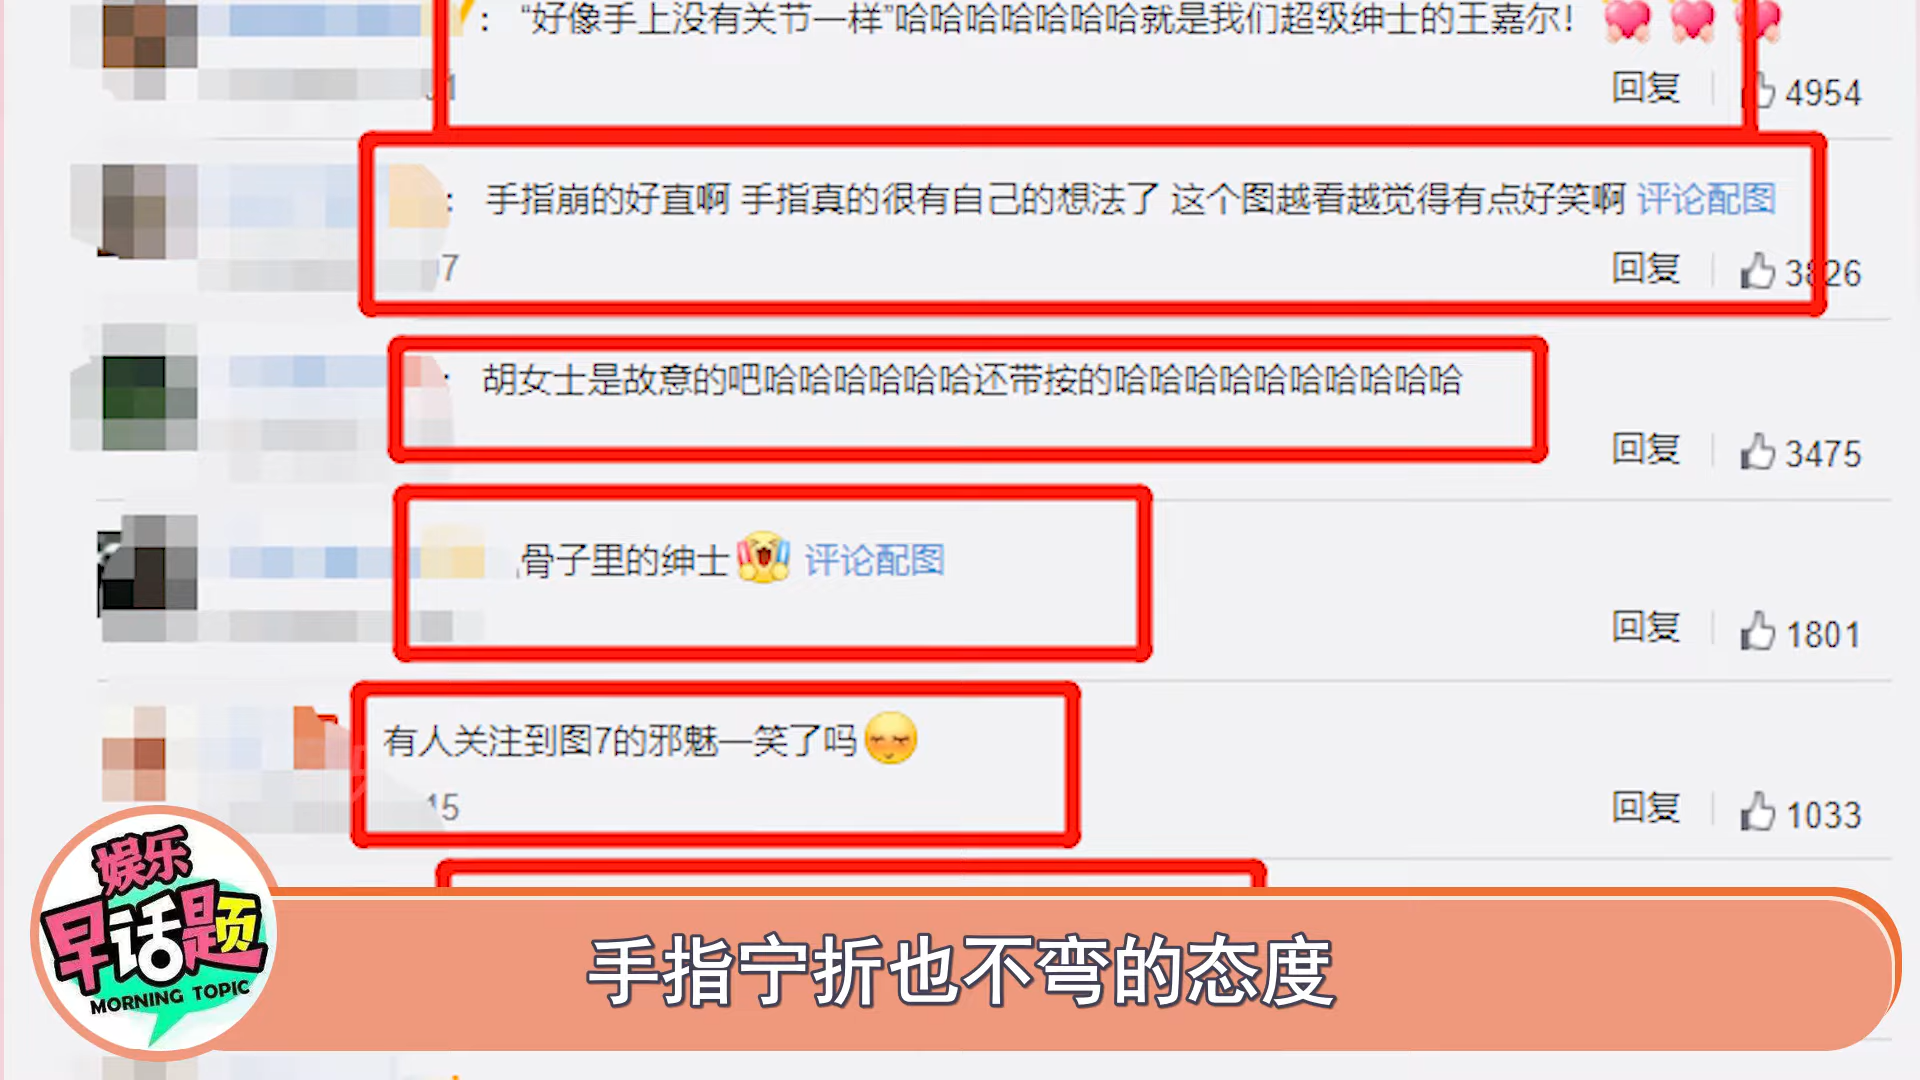 ：“好像手上没有关节一样”哈哈哈哈哈哈哈就是我们超级绅士的王嘉尔！
回复 4954
： 手指崩的好直啊 手指真的很有自己的想法了 这个图越看越觉得有点好笑啊 评论配图
7
回复 3826
： 胡女士是故意的吧哈哈哈哈哈哈还带按的哈哈哈哈哈哈哈哈哈哈
回复 3475
骨子里的绅士 评论配图
回复 1801
有人关注到图7的邪魅一笑了吗
15
回复 1033
娱乐
早话题
MORNING TOPIC
手指宁折也不弯的态度